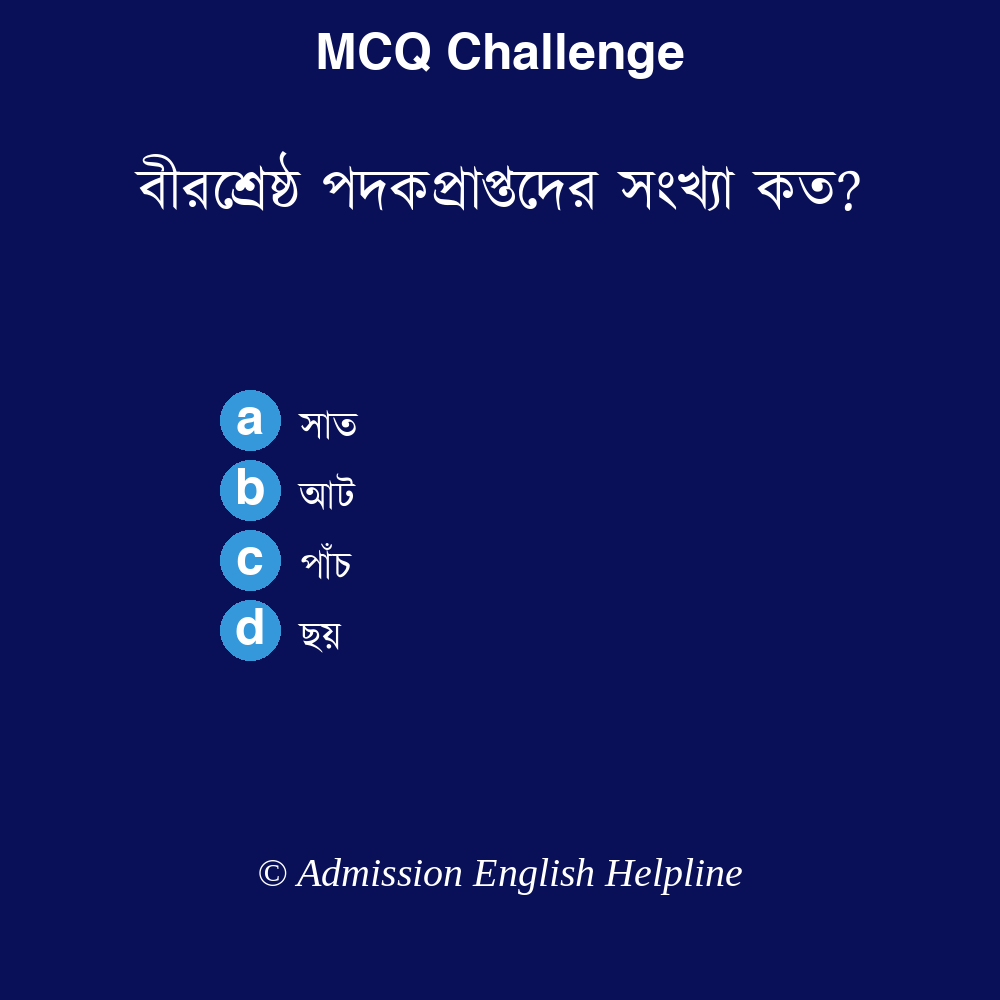 MCQ Challenge
বীরশ্রেষ্ঠ পদকপ্রাপ্তদের সংখ্যা কত?
a সাত
b আট
c পাঁচ
d ছয়
© Admission English Helpline